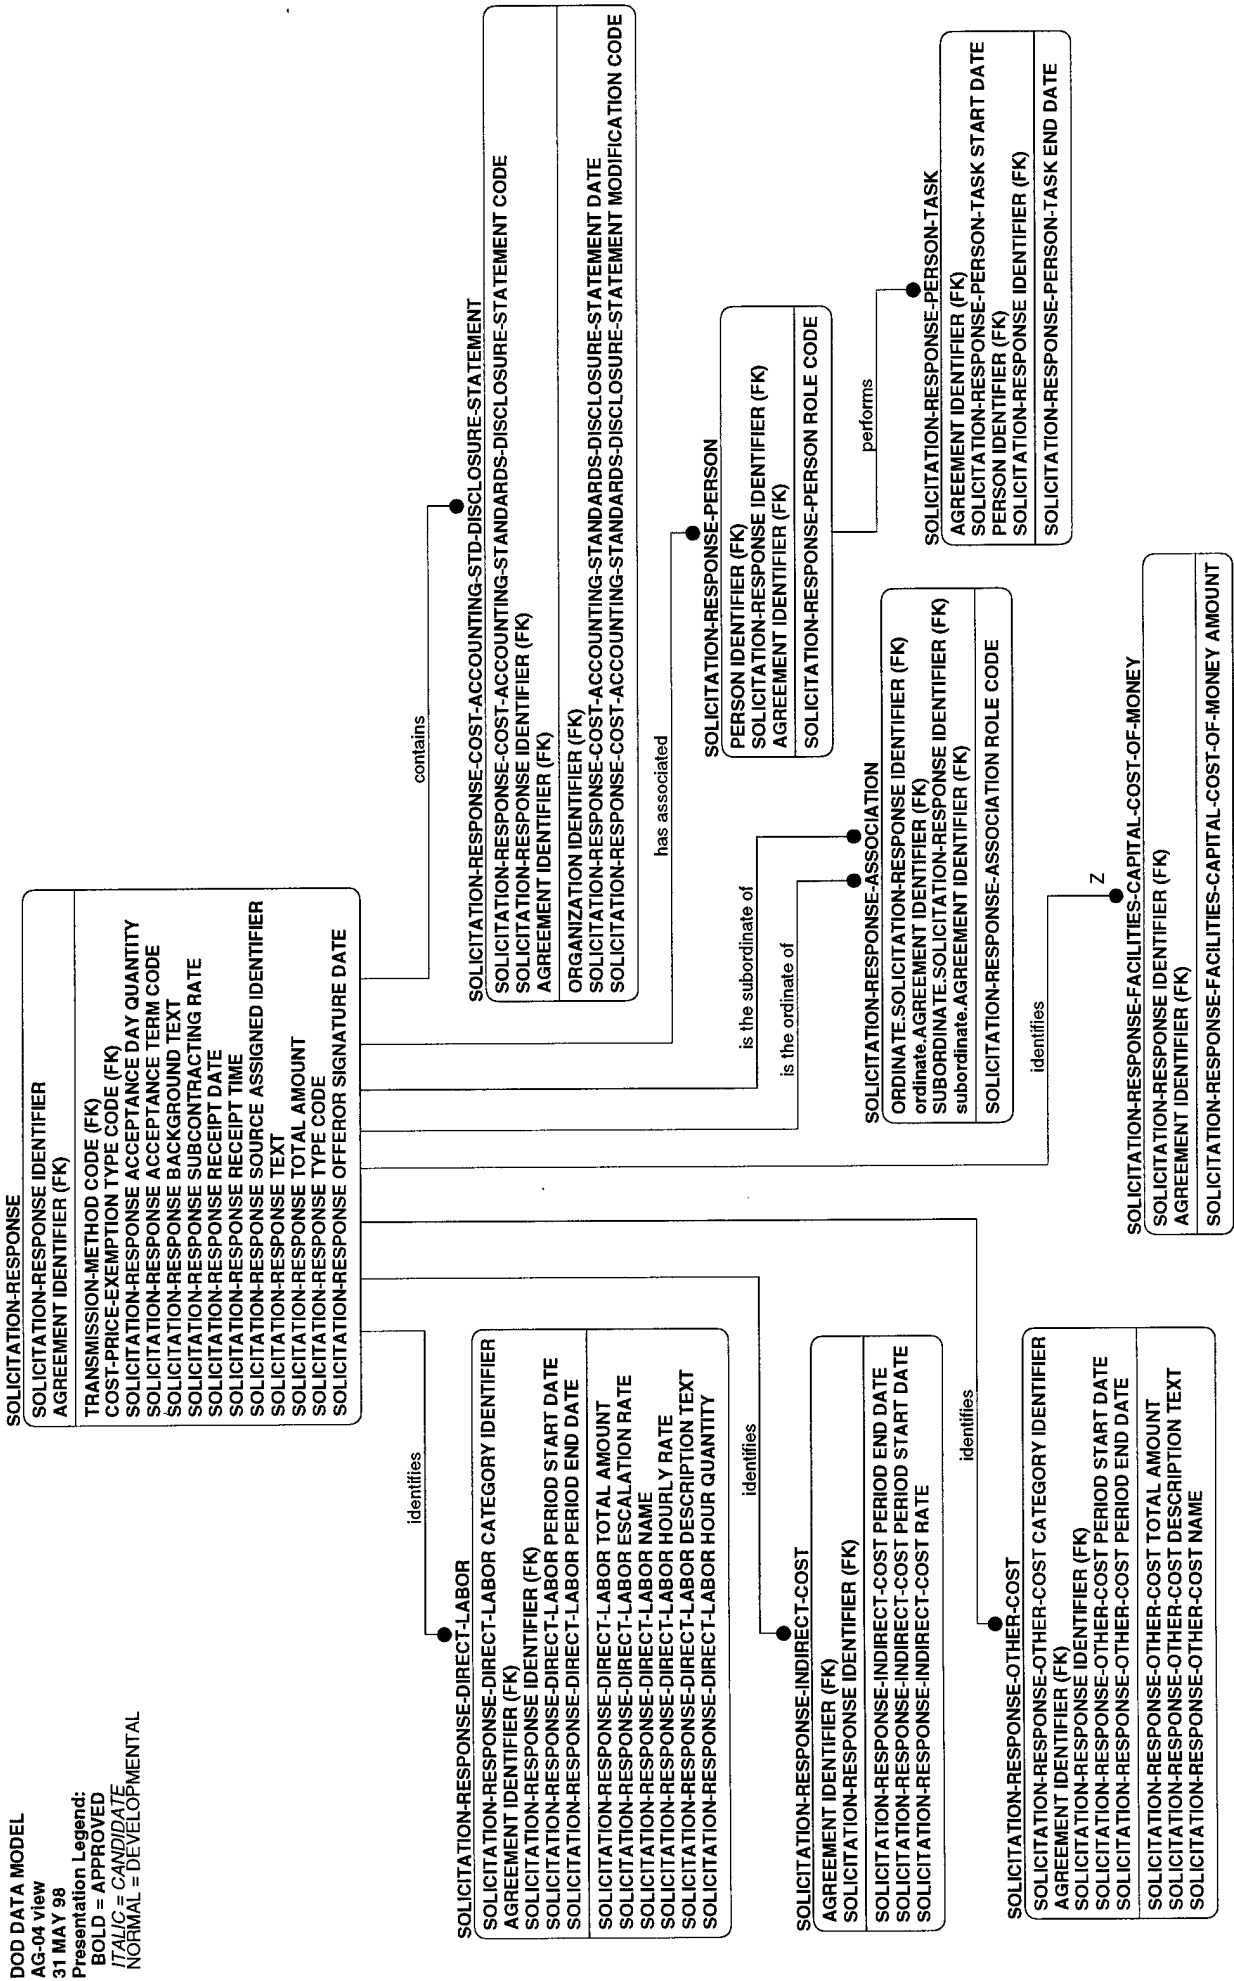 DOD DATA MODEL
AG-04 view
31 MAY 98
Presentation Legend:
BOLD = APPROVED
ITALIC = CANDIDATE
NORMAL = DEVELOPMENTAL
SOLICITATION-RESPONSE
SOLICITATION-RESPONSE IDENTIFIER
AGREEMENT IDENTIFIER (FK)
TRANSMISSION-METHOD CODE (FK)
COST-PRICE-EXEMPTION TYPE CODE (FK)
SOLICITATION-RESPONSE ACCEPTANCE DAY QUANTITY
SOLICITATION-RESPONSE ACCEPTANCE TERM CODE
SOLICITATION-RESPONSE BACKGROUND TEXT
SOLICITATION-RESPONSE SUBCONTRACTING RATE
SOLICITATION-RESPONSE RECEIPT DATE
SOLICITATION-RESPONSE RECEIPT TIME
SOLICITATION-RESPONSE SOURCE ASSIGNED IDENTIFIER
SOLICITATION-RESPONSE TEXT
SOLICITATION-RESPONSE TOTAL AMOUNT
SOLICITATION-RESPONSE TYPE CODE
SOLICITATION-RESPONSE OFFEROR SIGNATURE DATE
identifies
SOLICITATION-RESPONSE-DIRECT-LABOR
SOLICITATION-RESPONSE-DIRECT-LABOR CATEGORY IDENTIFIER
AGREEMENT IDENTIFIER (FK)
SOLICITATION-RESPONSE IDENTIFIER (FK)
SOLICITATION-RESPONSE-DIRECT-LABOR PERIOD START DATE
SOLICITATION-RESPONSE-DIRECT-LABOR PERIOD END DATE
SOLICITATION-RESPONSE-DIRECT-LABOR TOTAL AMOUNT
SOLICITATION-RESPONSE-DIRECT-LABOR ESCALATION RATE
SOLICITATION-RESPONSE-DIRECT-LABOR NAME
SOLICITATION-RESPONSE-DIRECT-LABOR HOURLY RATE
SOLICITATION-RESPONSE-DIRECT-LABOR DESCRIPTION TEXT
SOLICITATION-RESPONSE-DIRECT-LABOR HOUR QUANTITY
identifies
SOLICITATION-RESPONSE-INDIRECT-COST
AGREEMENT IDENTIFIER (FK)
SOLICITATION-RESPONSE IDENTIFIER (FK)
SOLICITATION-RESPONSE-INDIRECT-COST PERIOD END DATE
SOLICITATION-RESPONSE-INDIRECT-COST PERIOD START DATE
SOLICITATION-RESPONSE-INDIRECT-COST RATE
identifies
SOLICITATION-RESPONSE-OTHER-COST
SOLICITATION-RESPONSE-OTHER-COST CATEGORY IDENTIFIER
AGREEMENT IDENTIFIER (FK)
SOLICITATION-RESPONSE IDENTIFIER (FK)
SOLICITATION-RESPONSE-OTHER-COST PERIOD START DATE
SOLICITATION-RESPONSE-OTHER-COST PERIOD END DATE
SOLICITATION-RESPONSE-OTHER-COST TOTAL AMOUNT
SOLICITATION-RESPONSE-OTHER-COST DESCRIPTION TEXT
SOLICITATION-RESPONSE-OTHER-COST NAME
contains
SOLICITATION-RESPONSE-COST-ACCOUNTING-STD-DISCLOSURE-STATEMENT
SOLICITATION-RESPONSE-COST-ACCOUNTING-STANDARDS-DISCLOSURE-STATEMENT CODE
SOLICITATION-RESPONSE IDENTIFIER (FK)
AGREEMENT IDENTIFIER (FK)
ORGANIZATION IDENTIFIER (FK)
SOLICITATION-RESPONSE-COST-ACCOUNTING-STANDARDS-DISCLOSURE-STATEMENT DATE
SOLICITATION-RESPONSE-COST-ACCOUNTING-STANDARDS-DISCLOSURE-STATEMENT MODIFICATION CODE
has associated
SOLICITATION-RESPONSE-PERSON
PERSON IDENTIFIER (FK)
SOLICITATION-RESPONSE IDENTIFIER (FK)
AGREEMENT IDENTIFIER (FK)
SOLICITATION-RESPONSE-PERSON ROLE CODE
performs
SOLICITATION-RESPONSE-PERSON-TASK
AGREEMENT IDENTIFIER (FK)
SOLICITATION-RESPONSE-PERSON-TASK START DATE
PERSON IDENTIFIER (FK)
SOLICITATION-RESPONSE IDENTIFIER (FK)
SOLICITATION-RESPONSE-PERSON-TASK END DATE
is the subordinate of
is the ordinate of
SOLICITATION-RESPONSE-ASSOCIATION
ORDINATE.SOLICITATION-RESPONSE IDENTIFIER (FK)
ordinate.AGREEMENT IDENTIFIER (FK)
SUBORDINATE.SOLICITATION-RESPONSE IDENTIFIER (FK)
subordinate.AGREEMENT IDENTIFIER (FK)
SOLICITATION-RESPONSE-ASSOCIATION ROLE CODE
identifies
Z
SOLICITATION-RESPONSE-FACILITIES-CAPITAL-COST-OF-MONEY
SOLICITATION-RESPONSE IDENTIFIER (FK)
AGREEMENT IDENTIFIER (FK)
SOLICITATION-RESPONSE-FACILITIES-CAPITAL-COST-OF-MONEY AMOUNT